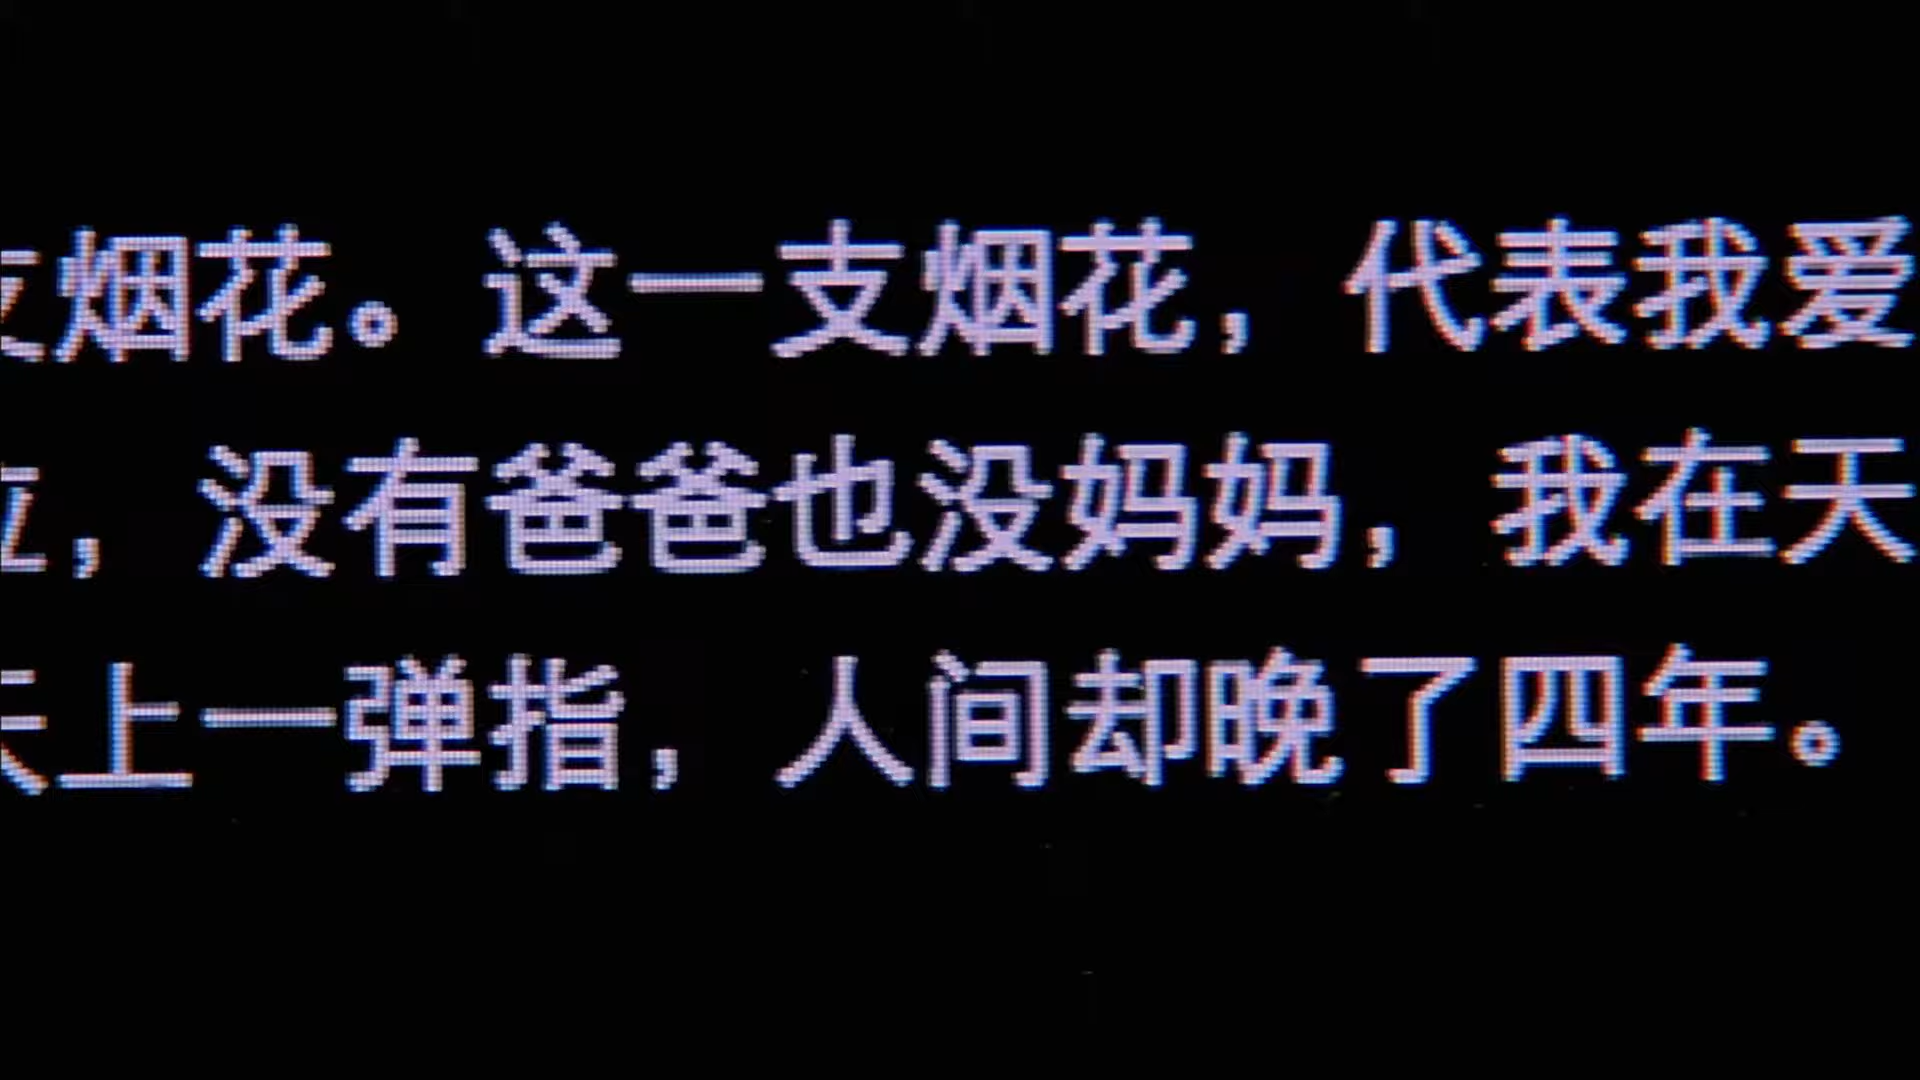 烟花。这一支烟花，代表我爱
，没有爸爸也没妈妈，我在天
上一弹指，人间却晚了四年。